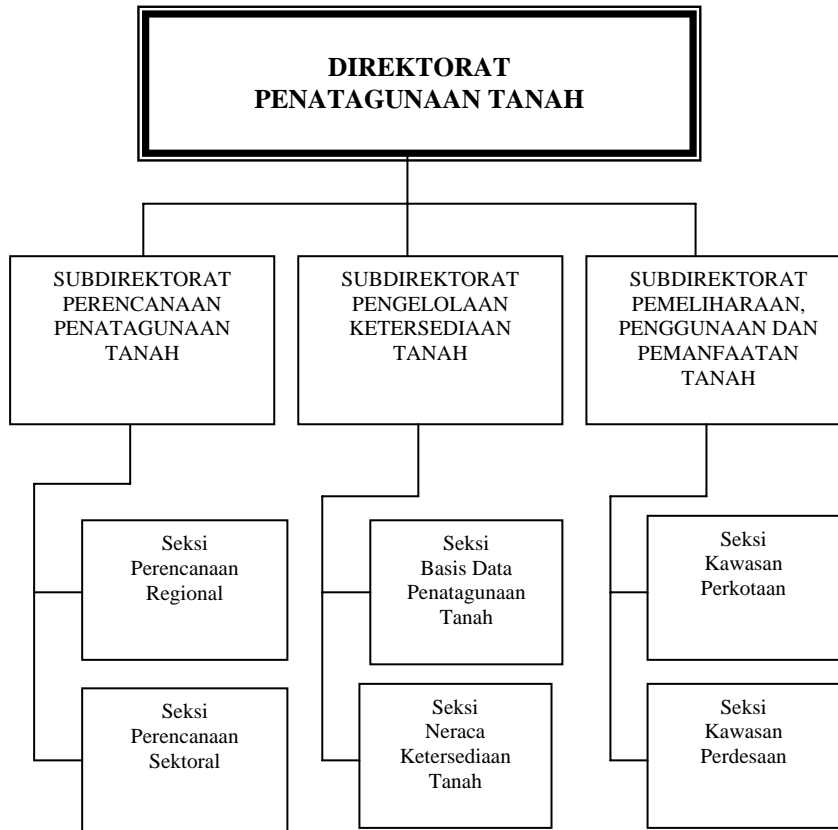 DIREKTORAT
PENATAGUNAAN TANAH
SUBDIREKTORAT
PERENCANAAN
PENATAGUNAAN
TANAH
SUBDIREKTORAT
PENGELOLAAN
KETERSEDIAAN
TANAH
SUBDIREKTORAT
PEMELIHARAAN,
PENGGUNAAN DAN
PEMANFAATAN
TANAH
Seksi
Perencanaan
Regional
Seksi
Basis Data
Penatagunaan
Tanah
Seksi
Kawasan
Perkotaan
Seksi
Perencanaan
Sektoral
Seksi
Neraca
Ketersediaan
Tanah
Seksi
Kawasan
Perdesaan